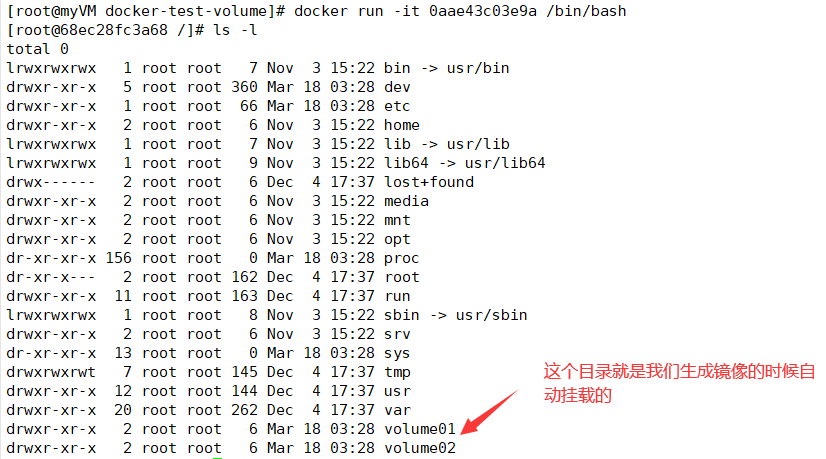 [root@myVM docker-test-volume]# docker run -it 0aae43c03e9a /bin/bash
[root@68ec28fc3a68 /]# ls -l
total 0
lrwxrwxrwx   1 root root   7 Nov  3 15:22 bin -> usr/bin
drwxr-xr-x   5 root root 360 Mar 18 03:28 dev
drwxr-xr-x   1 root root  66 Mar 18 03:28 etc
drwxr-xr-x   2 root root   6 Nov  3 15:22 home
lrwxrwxrwx   1 root root   7 Nov  3 15:22 lib -> usr/lib
lrwxrwxrwx   1 root root   9 Nov  3 15:22 lib64 -> usr/lib64
drwx------   2 root root   6 Dec  4 17:37 lost+found
drwxr-xr-x   2 root root   6 Nov  3 15:22 media
drwxr-xr-x   2 root root   6 Nov  3 15:22 mnt
drwxr-xr-x   2 root root   6 Nov  3 15:22 opt
dr-xr-xr-x 156 root root   0 Mar 18 03:28 proc
dr-xr-x---   2 root root 162 Dec  4 17:37 root
drwxr-xr-x  11 root root 163 Dec  4 17:37 run
lrwxrwxrwx   1 root root   8 Nov  3 15:22 sbin -> usr/sbin
drwxr-xr-x   2 root root   6 Nov  3 15:22 srv
dr-xr-xr-x  13 root root   0 Mar 18 03:28 sys
drwxrwxrwt   7 root root 145 Dec  4 17:37 tmp
drwxr-xr-x  12 root root 144 Dec  4 17:37 usr
drwxr-xr-x  20 root root 262 Dec  4 17:37 var
drwxr-xr-x   2 root root   6 Mar 18 03:28 volume01
drwxr-xr-x   2 root root   6 Mar 18 03:28 volume02
这个目录就是我们生成镜像的时候自
动挂载的